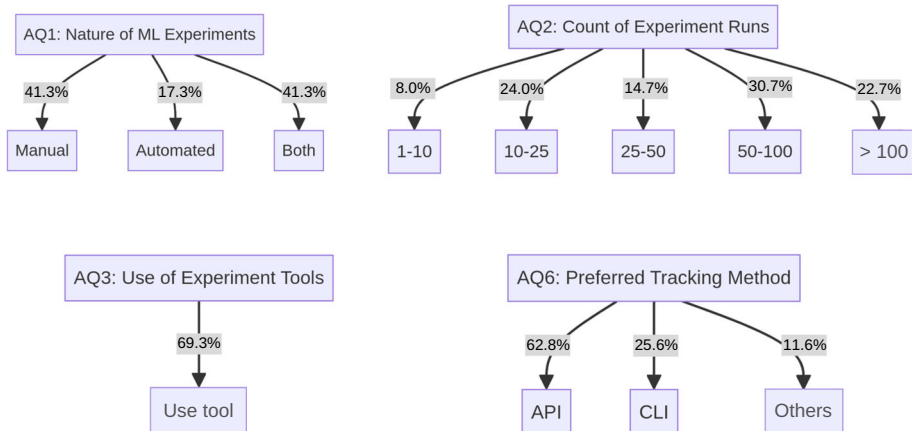 AQ1: Nature of ML Experiments
41.3% 17.3% 41.3%
Manual Automated Both
AQ2: Count of Experiment Runs
8.0% 24.0% 14.7% 30.7% 22.7%
1-10 10-25 25-50 50-100 > 100
AQ3: Use of Experiment Tools
69.3%
Use tool
AQ6: Preferred Tracking Method
62.8% 25.6% 11.6%
API CLI Others